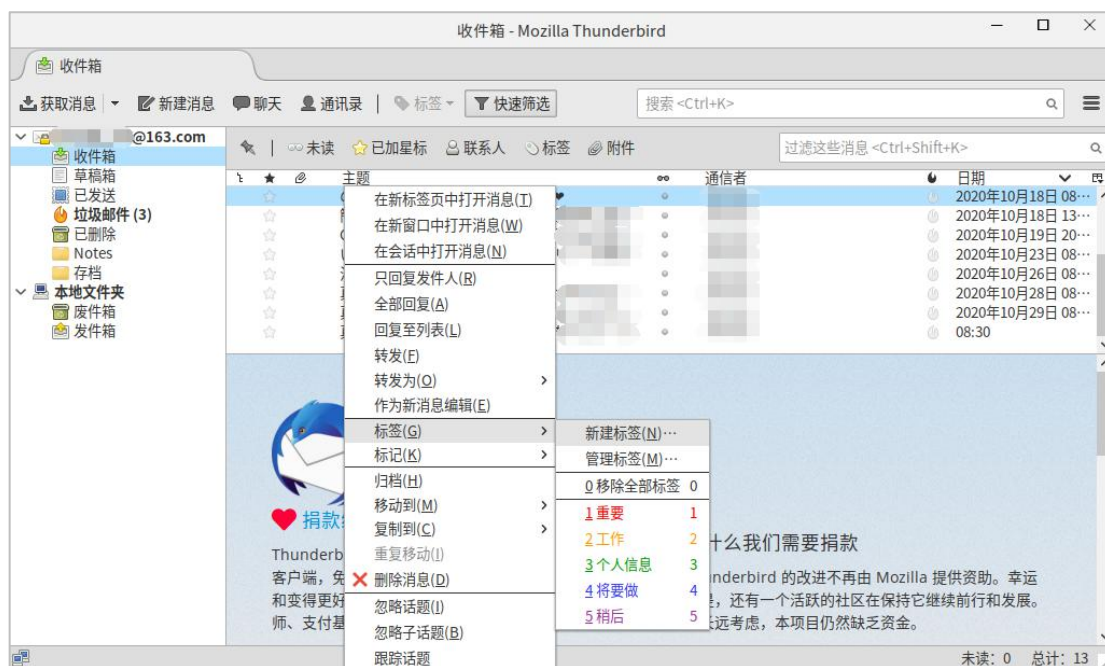 收件箱 - Mozilla Thunderbird
收件箱
获取消息 新建消息 聊天 通讯录 标签 快速筛选 搜索 <Ctrl+K>
@163.com
收件箱
草稿箱
已发送
垃圾邮件 (3)
已删除
Notes
存档
本地文件夹
废件箱
发件箱
未读 已加星标 联系人 标签 附件 过滤这些消息 <Ctrl+Shift+K>
主题 通信者 日期
2020年10月18日 08…
2020年10月18日 13…
2020年10月19日 20…
2020年10月23日 08…
2020年10月26日 08…
2020年10月28日 08…
2020年10月29日 08…
08:30
在新标签页中打开消息(T)
在新窗口中打开消息(W)
在会话中打开消息(N)
只回复发件人(R)
全部回复(A)
回复至列表(L)
转发(F)
转发为(O)
作为新消息编辑(E)
标签(G)
标记(K)
归档(H)
移动到(M)
复制到(C)
重复移动(I)
删除消息(D)
忽略话题(I)
忽略子话题(B)
跟踪话题
新建标签(N)…
管理标签(M)…
0 移除全部标签 0
1 重要 1
2 工作 2
3 个人信息 3
4 将要做 4
5 稍后 5
捐款
Thunderb
客户端，免
和变得更好
师、支付基
什么我们需要捐款
underbird 的改进不再由 Mozilla 提供资助。幸运
是，还有一个活跃的社区在保持它继续前行和发展。
长远考虑，本项目仍然缺乏资金。
未读：0 总计：13